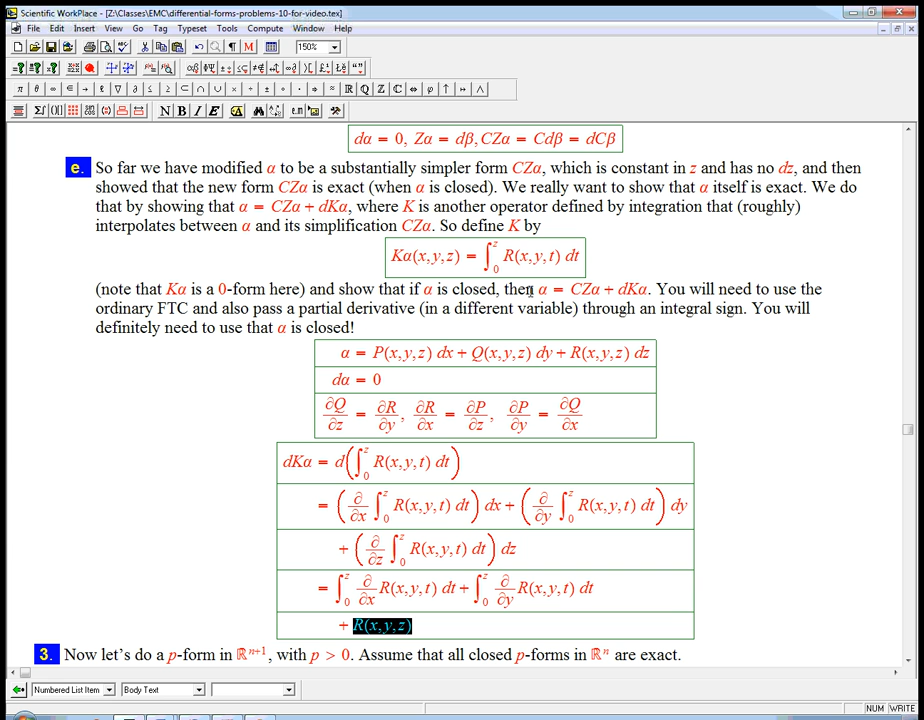 Scientific WorkPlace - [Z:\Classes\EMC\differential-forms-problems-10-for-video.tex]
File Edit Insert View Go Tag Typeset Tools Compute Window Help
150%
N B I E
dα = 0, Zα = dβ, CZα = Cdβ = dCβ
e. So far we have modified α to be a substantially simpler form CZα, which is constant in z and has no dz, and then
showed that the new form CZα is exact (when α is closed). We really want to show that α itself is exact. We do
that by showing that α = CZα + dKα, where K is another operator defined by integration that (roughly)
interpolates between α and its simplification CZα. So define K by
Kα(x,y,z) = ∫₀ᶻ R(x,y,t) dt
(note that Kα is a 0-form here) and show that if α is closed, then α = CZα + dKα. You will need to use the
ordinary FTC and also pass a partial derivative (in a different variable) through an integral sign. You will
definitely need to use that α is closed!
α = P(x,y,z) dx + Q(x,y,z) dy + R(x,y,z) dz
dα = 0
∂Q/∂z = ∂R/∂y, ∂R/∂x = ∂P/∂z, ∂P/∂y = ∂Q/∂x
dKα = d(∫₀ᶻ R(x,y,t) dt)
= (∂/∂x ∫₀ᶻ R(x,y,t) dt) dx + (∂/∂y ∫₀ᶻ R(x,y,t) dt) dy
+ (∂/∂z ∫₀ᶻ R(x,y,t) dt) dz
= ∫₀ᶻ ∂/∂x R(x,y,t) dt + ∫₀ᶻ ∂/∂y R(x,y,t) dt
+ R(x,y,z)
3. Now let's do a p-form in ℝⁿ⁺¹, with p > 0. Assume that all closed p-forms in ℝⁿ are exact.
Numbered List Item Body Text
NUM WRITE